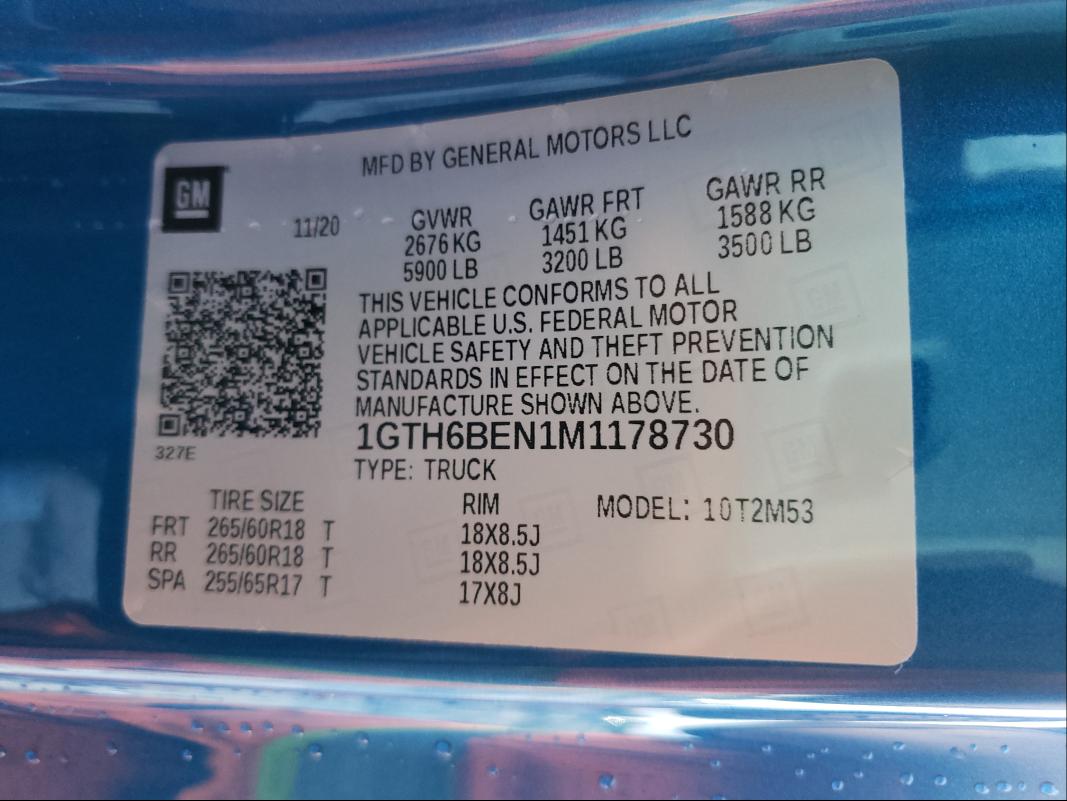 MFD BY GENERAL MOTORS LLC
GM
11/20
GVWR GAWR FRT GAWR RR
2676 KG 1451 KG 1588 KG
5900 LB 3200 LB 3500 LB
THIS VEHICLE CONFORMS TO ALL
APPLICABLE U.S. FEDERAL MOTOR
VEHICLE SAFETY AND THEFT PREVENTION
STANDARDS IN EFFECT ON THE DATE OF
MANUFACTURE SHOWN ABOVE.
1GTH6BEN1M1178730
327E
TYPE: TRUCK
TIRE SIZE RIM MODEL: 10T2M53
FRT 265/60R18 T 18X8.5J
RR 265/60R18 T 18X8.5J
SPA 255/65R17 T 17X8J